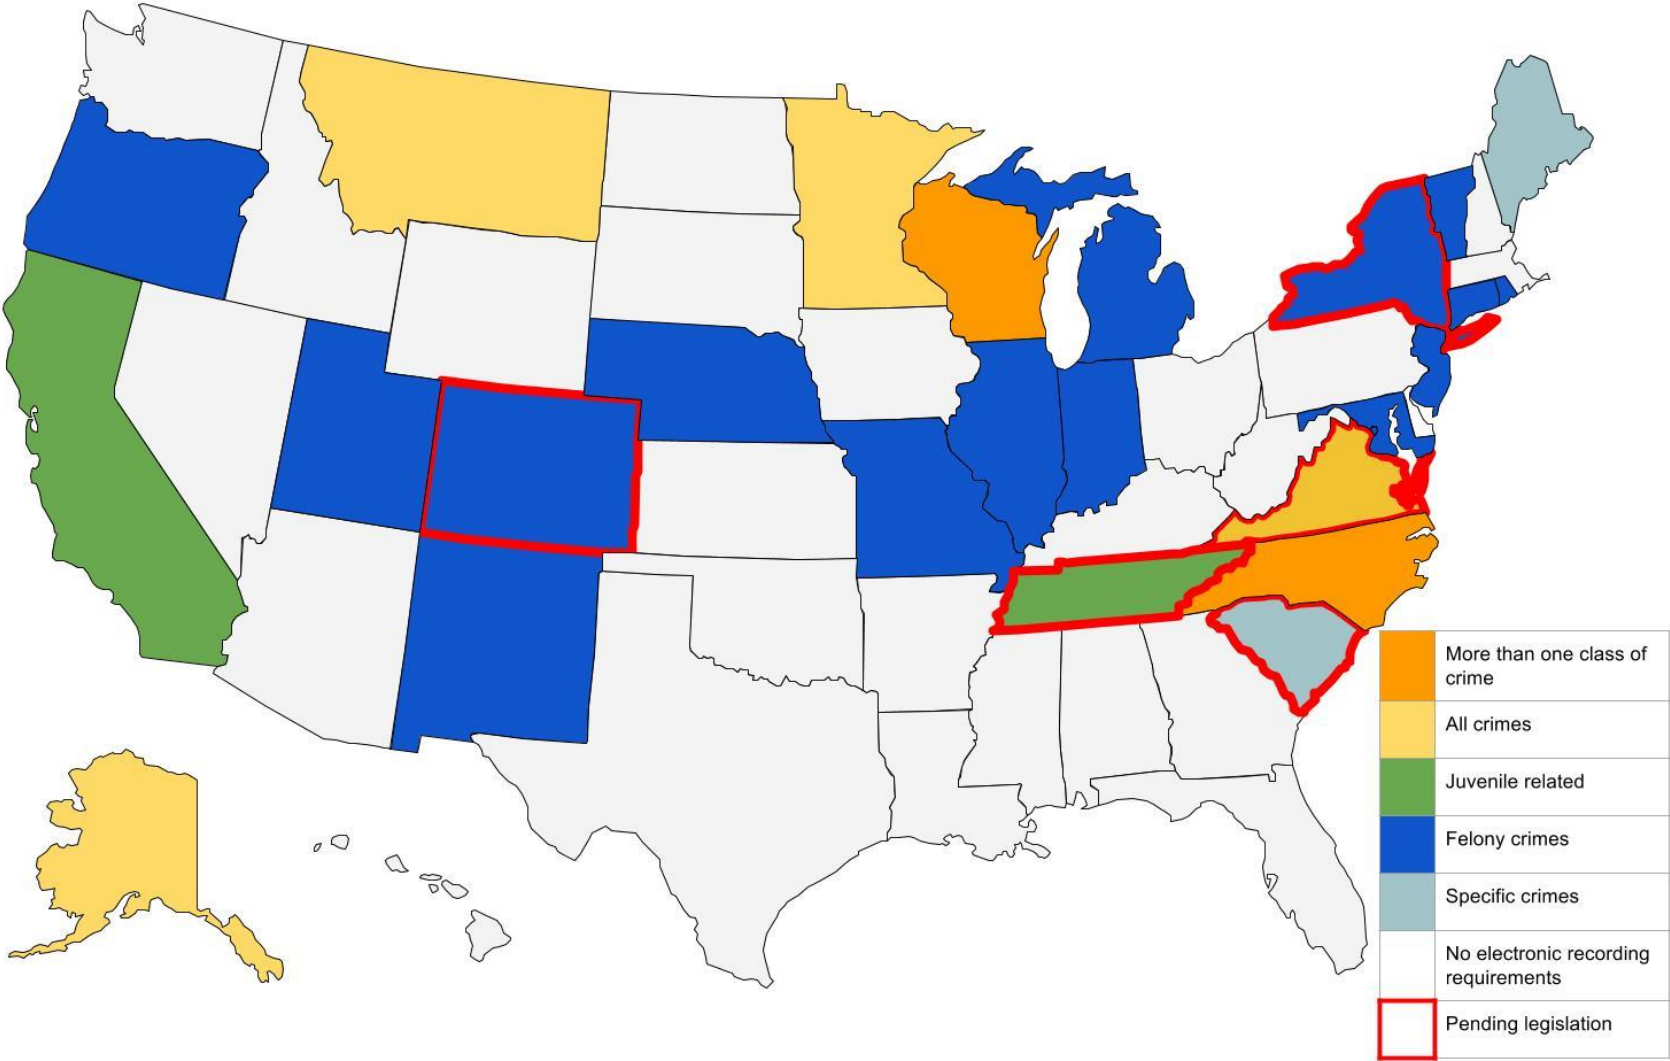 More than one class of
crime
All crimes
Juvenile related
Felony crimes
Specific crimes
No electronic recording
requirements
Pending legislation